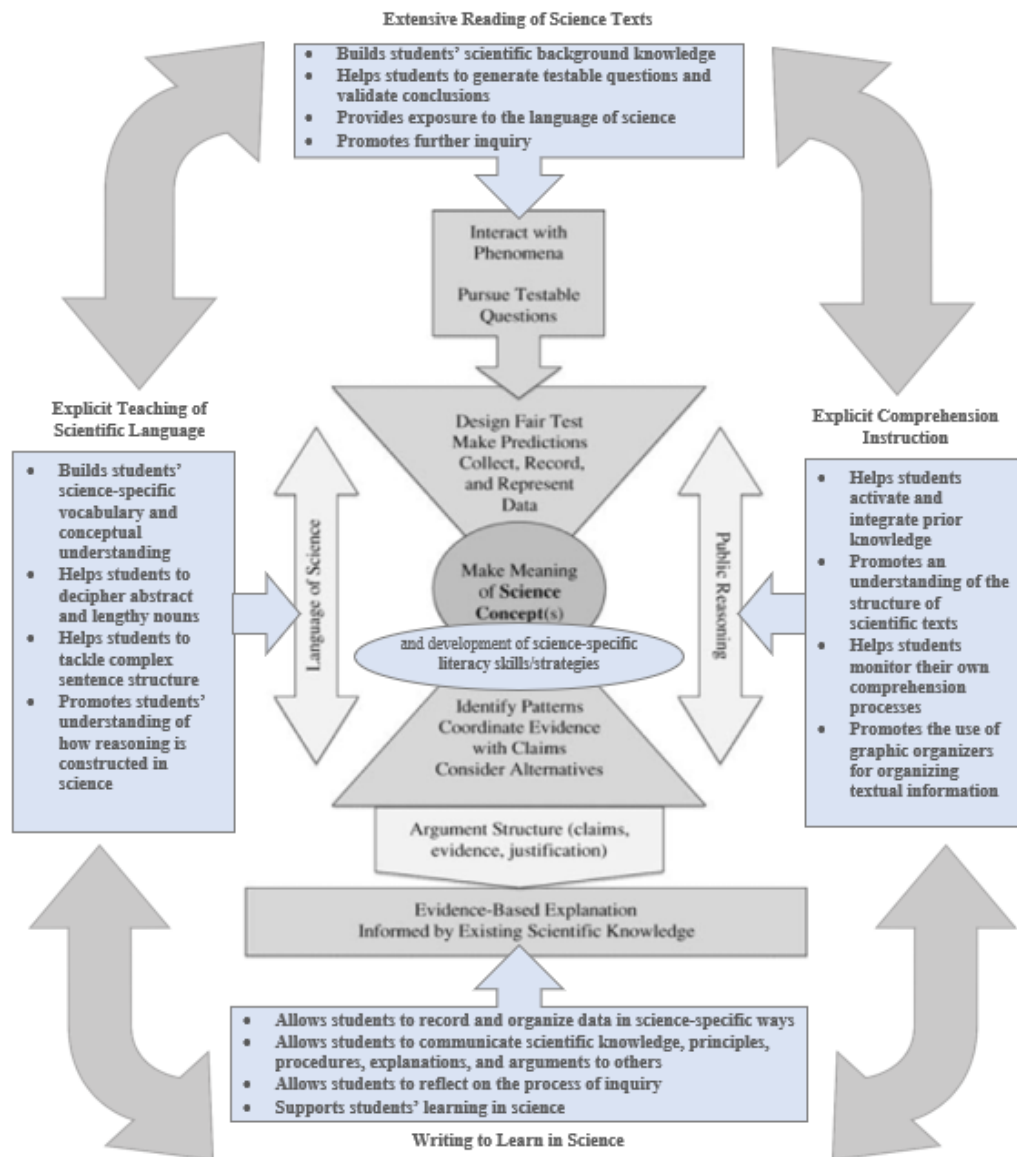 Extensive Reading of Science Texts
• Builds students' scientific background knowledge
• Helps students to generate testable questions and
validate conclusions
• Provides exposure to the language of science
• Promotes further inquiry
Interact with
Phenomena
Pursue Testable
Questions
Explicit Teaching of
Scientific Language
• Builds students'
science-specific
vocabulary and
conceptual
understanding
• Helps students to
decipher abstract
and lengthy nouns
• Helps students to
tackle complex
sentence structure
• Promotes students'
understanding of
how reasoning is
constructed in
science
Language of Science
Design Fair Test
Make Predictions
Collect, Record,
and Represent
Data
Make Meaning
of Science
Concept(s)
and development of science-specific
literacy skills/strategies
Identify Patterns
Coordinate Evidence
with Claims
Consider Alternatives
Public Reasoning
Explicit Comprehension
Instruction
• Helps students
activate and
integrate prior
knowledge
• Promotes an
understanding of the
structure of
scientific texts
• Helps students
monitor their own
comprehension
processes
• Promotes the use of
graphic organizers
for organizing
textual information
Argument Structure (claims,
evidence, justification)
Evidence-Based Explanation
Informed by Existing Scientific Knowledge
• Allows students to record and organize data in science-specific ways
• Allows students to communicate scientific knowledge, principles,
procedures, explanations, and arguments to others
• Allows students to reflect on the process of inquiry
• Supports students' learning in science
Writing to Learn in Science